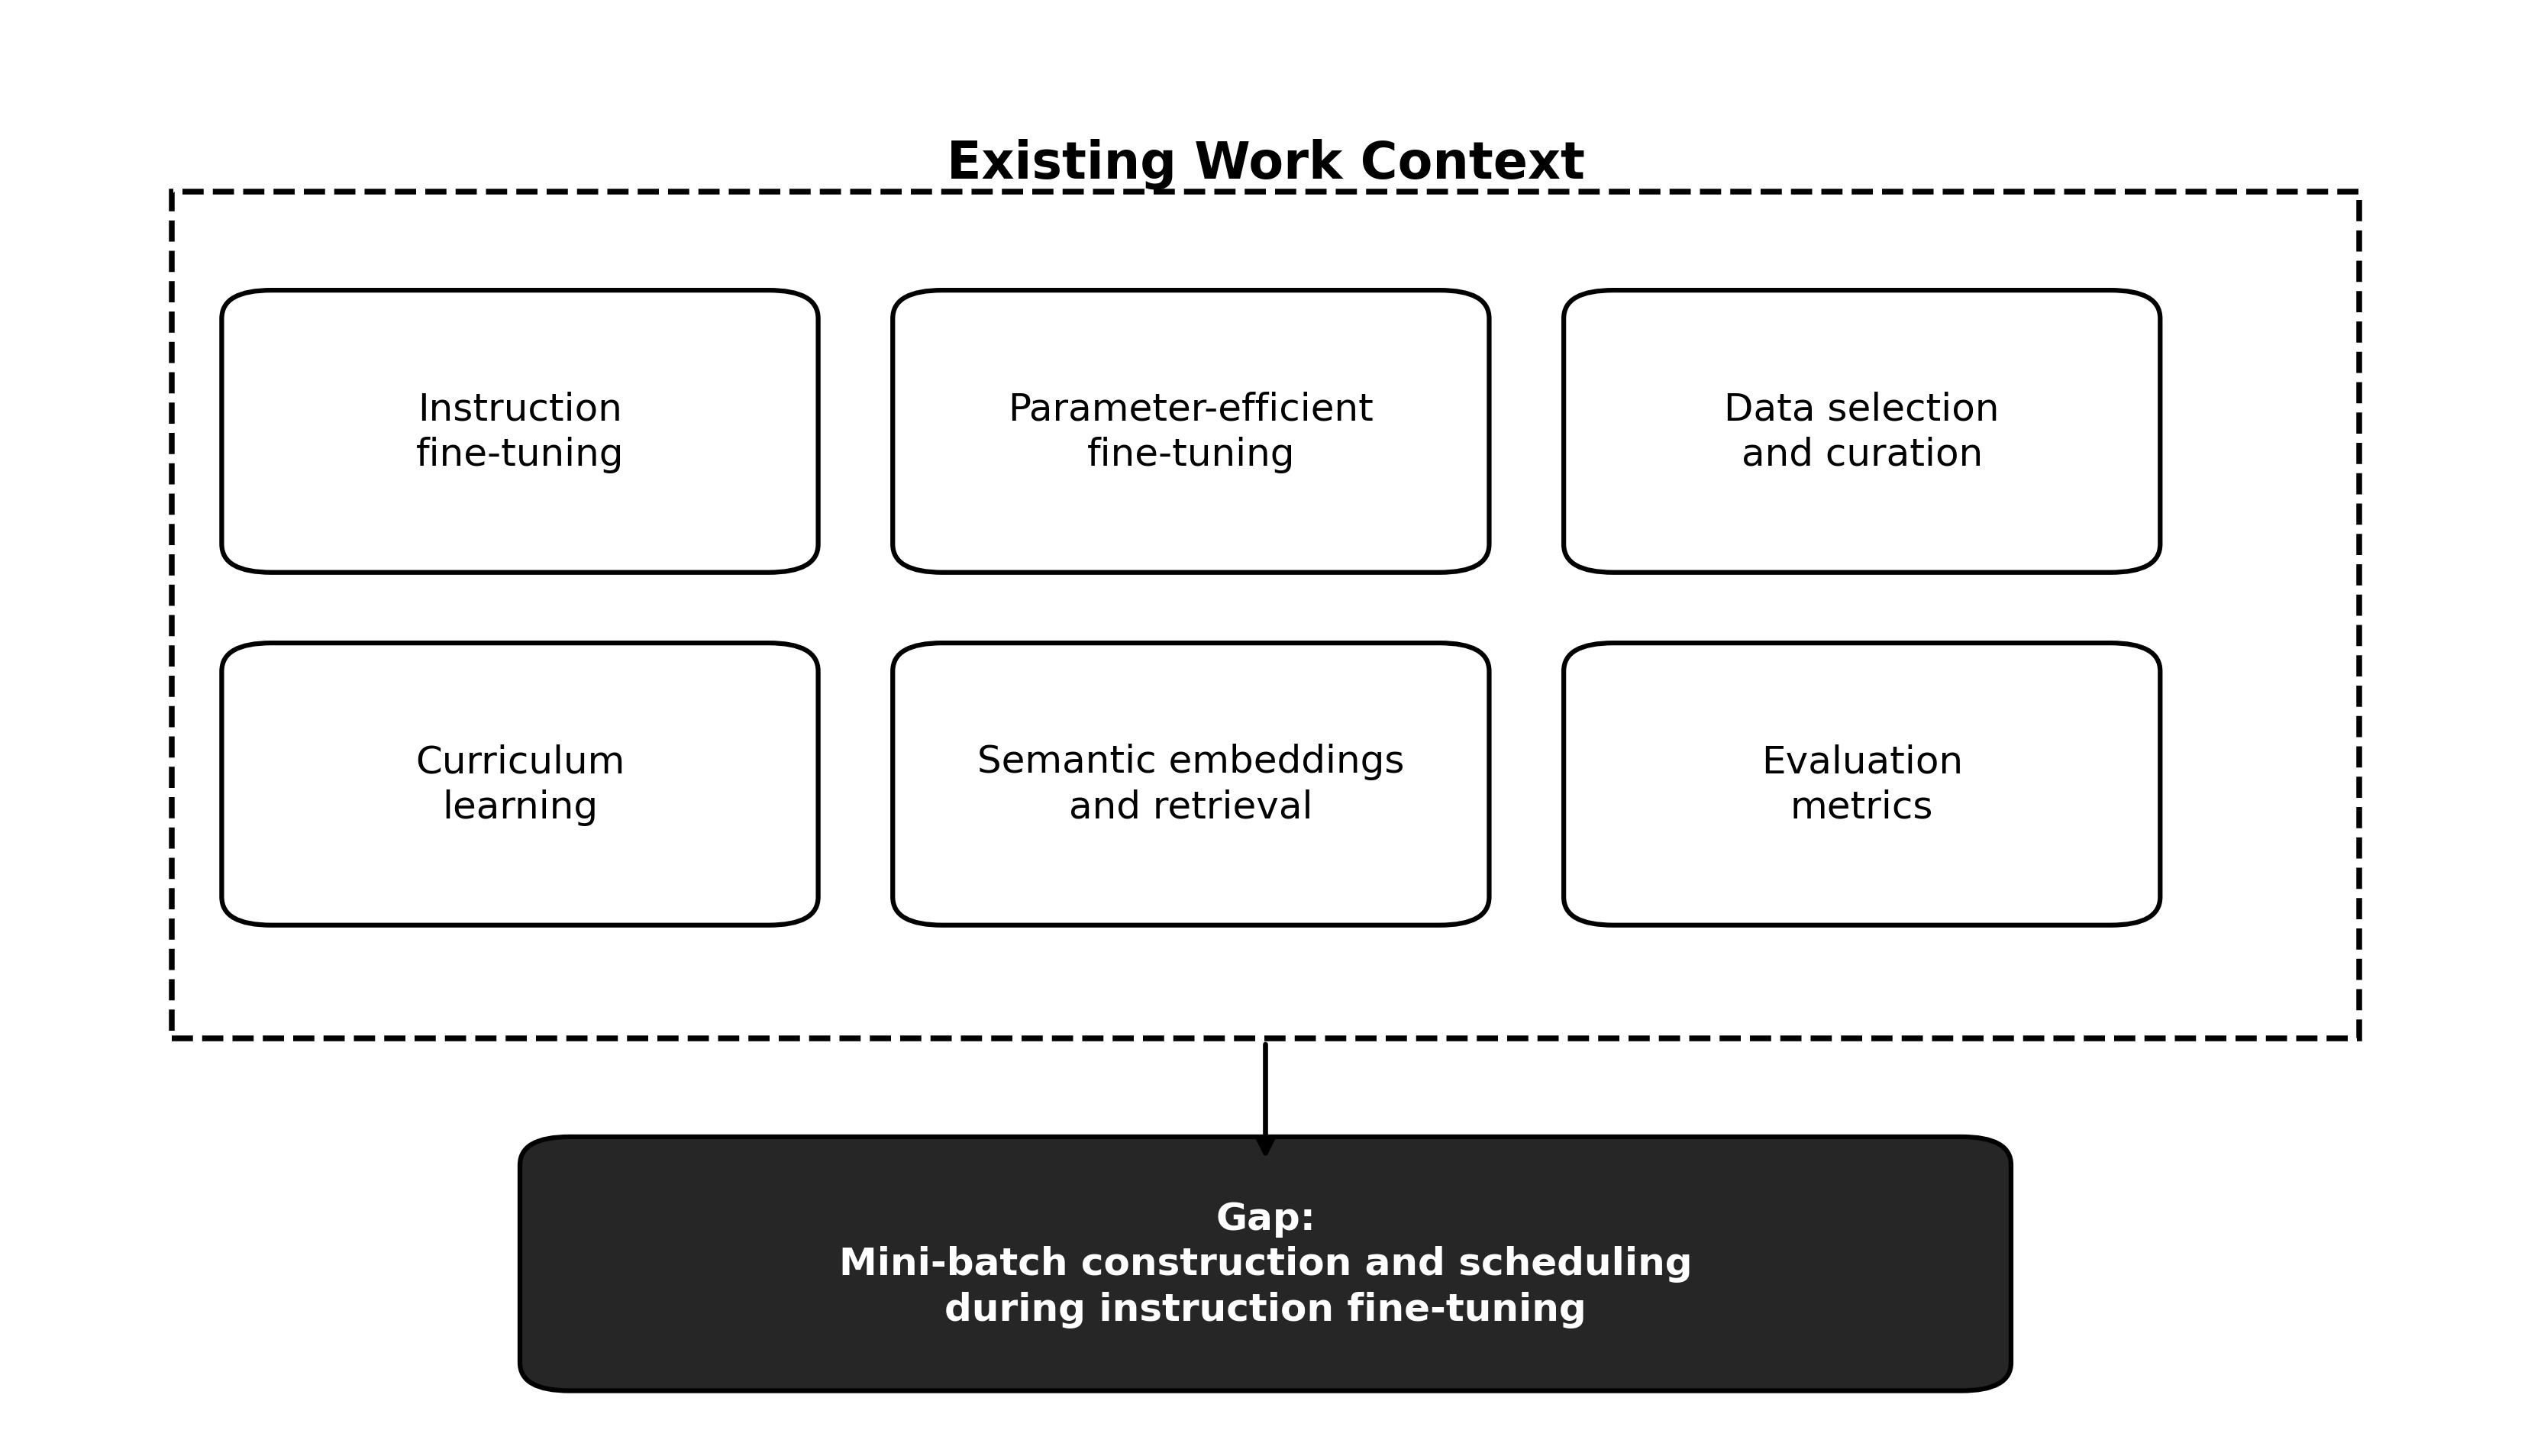 Existing Work Context
Instruction
fine-tuning
Parameter-efficient
fine-tuning
Data selection
and curation
Curriculum
learning
Semantic embeddings
and retrieval
Evaluation
metrics
Gap:
Mini-batch construction and scheduling
during instruction fine-tuning